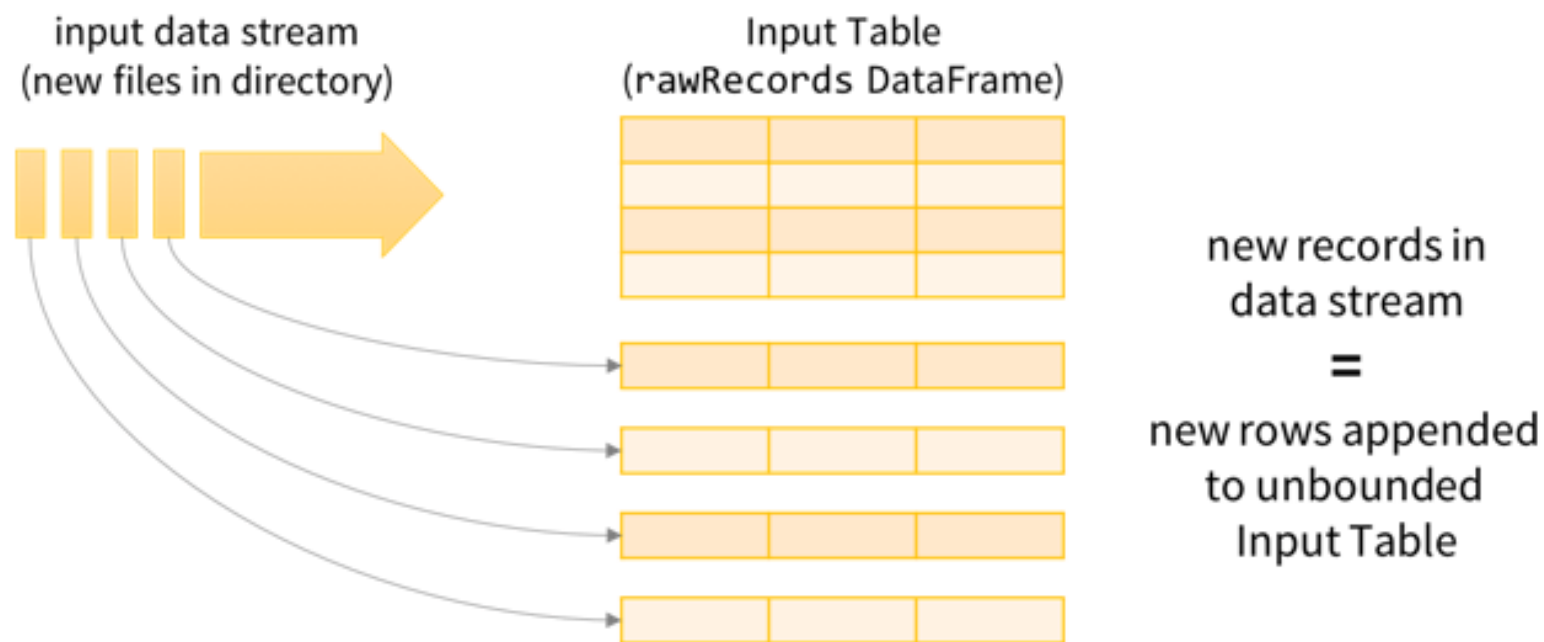 input data stream
(new files in directory)
Input Table
(rawRecords DataFrame)
new records in
data stream
=
new rows appended
to unbounded
Input Table